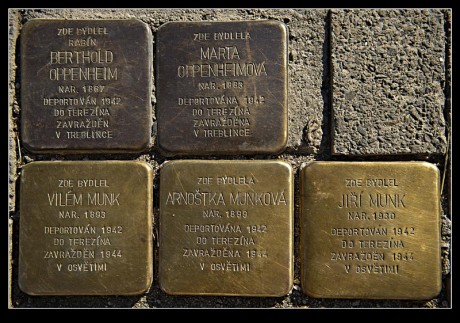 ZDE BYDLEL
RABÍN
BERTHOLD
OPPENHEIM
NAR. 1867
DEPORTOVÁN 1942
DO TEREZÍNA
ZAVRAŽDĚN
V TREBLINCE
ZDE BYDLELA
MARTA
OPPENHEIMOVÁ
NAR. 1883
DEPORTOVÁNA 1942
DO TEREZÍNA
ZAVRAŽDĚNA
V TREBLINCE
ZDE BYDLEL
VILÉM MUNK
NAR. 1893
DEPORTOVÁN 1942
DO TEREZÍNA
ZAVRAŽDĚN 1944
V OSVĚTIMI
ZDE BYDLELA
ARNOŠTKA MUNKOVÁ
NAR. 1899
DEPORTOVÁNA 1942
DO TEREZÍNA
ZAVRAŽDĚNA 1944
V OSVĚTIMI
ZDE BYDLEL
JIŘÍ MUNK
NAR. 1930
DEPORTOVÁN 1942
DO TEREZÍNA
ZAVRAŽDĚN 1944
V OSVĚTIMI